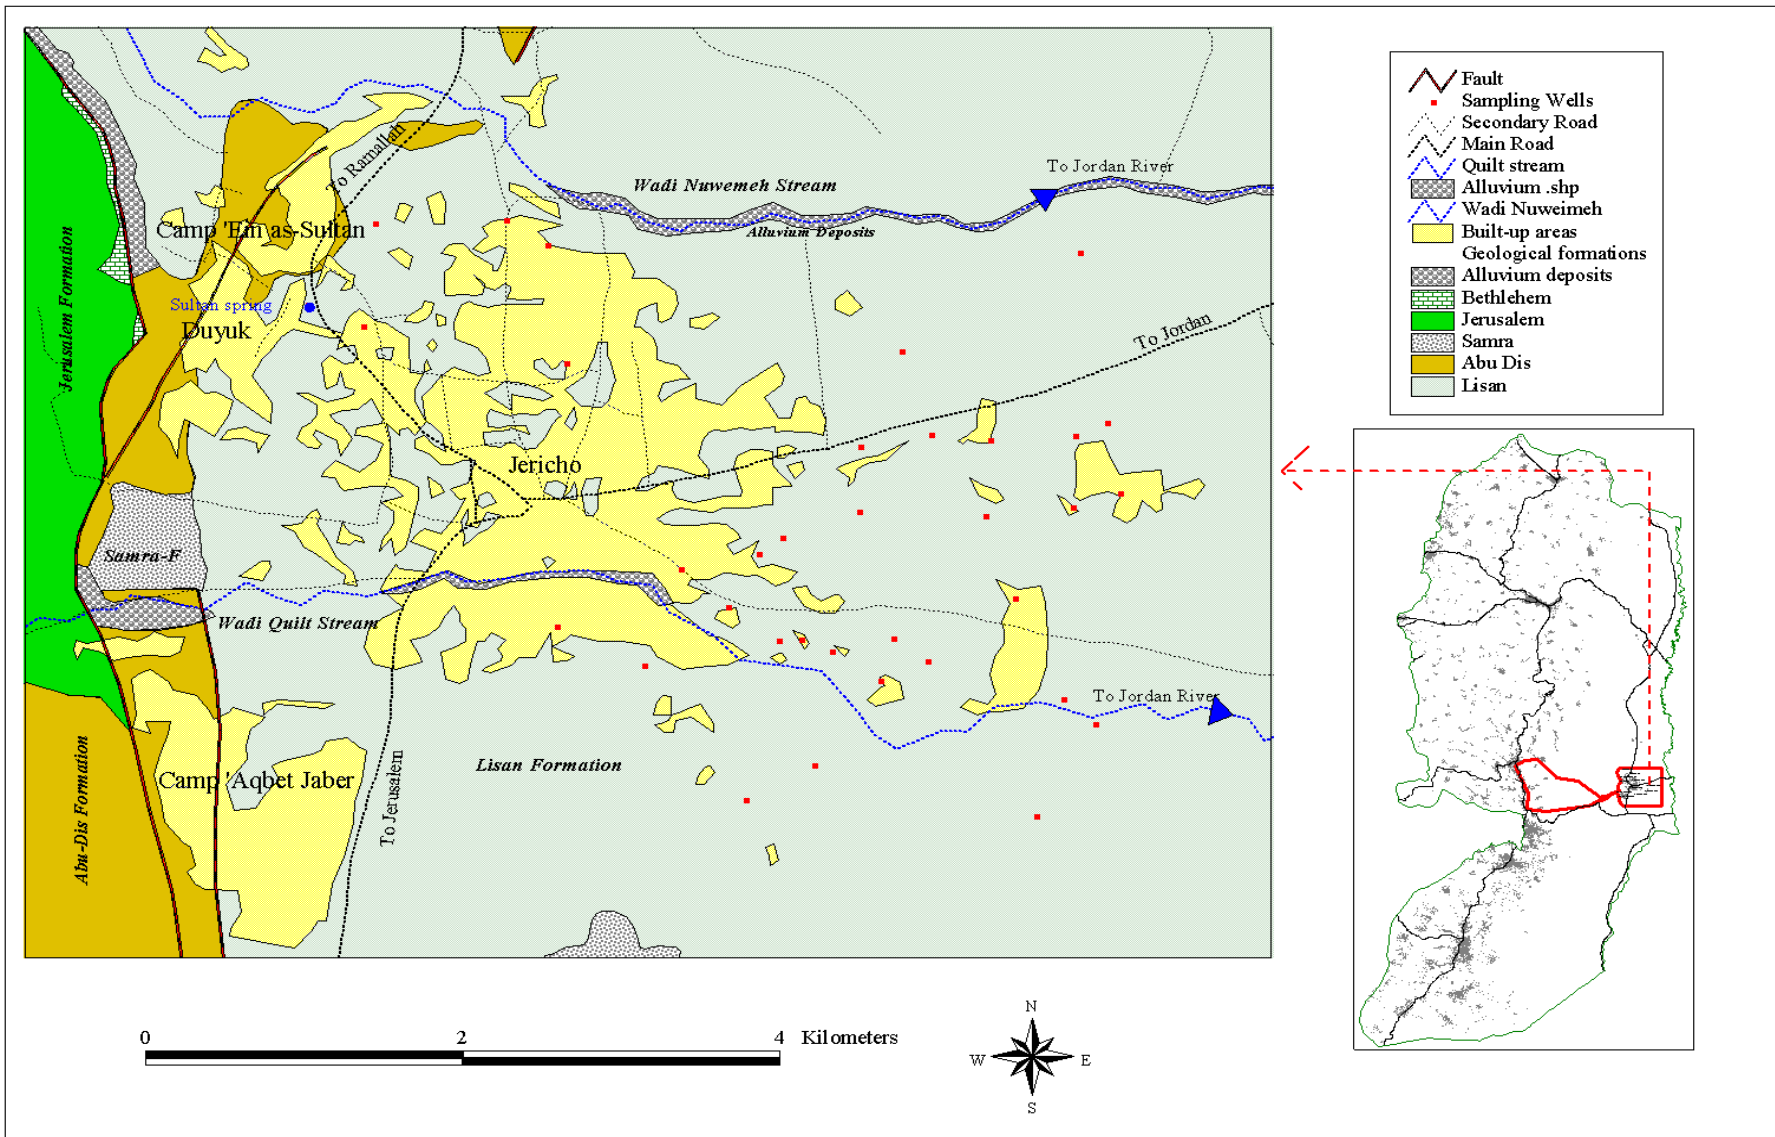 To Ramallah
Wadi Nuwemeh Stream
To Jordan River
Alluvium Deposits
Camp 'Ein as-Sultan
Jerusalem Formation
Sultan spring
Duyuk
To Jordan
Jericho
Samra-F
Wadi Quilt Stream
To Jordan River
Lisan Formation
Camp 'Aqbet Jaber
To Jerusalem
Abu-Dis Formation
Fault
Sampling Wells
Secondary Road
Main Road
Quilt stream
Alluvium .shp
Wadi Nuweimeh
Built-up areas
Geological formations
Alluvium deposits
Bethlehem
Jerusalem
Samra
Abu Dis
Lisan
0 2 4 Kilometers
N
W E
S